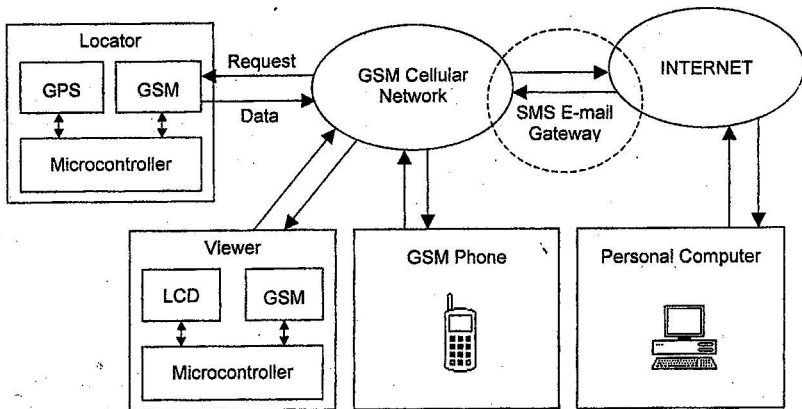 Locator
GPS
GSM
Microcontroller
Request
Data
GSM Cellular
Network
SMS E-mail
Gateway
INTERNET
Viewer
LCD
GSM
Microcontroller
GSM Phone
Personal Computer